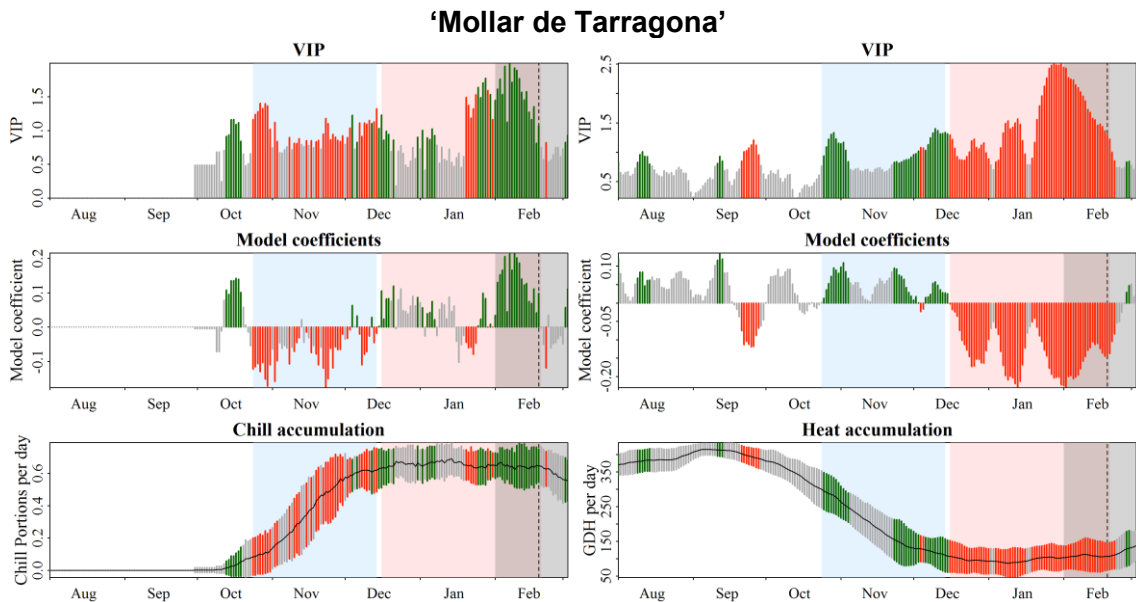 ‘Mollar de Tarragona’
VIP
VIP
1.5
1.0
0.5
0.0
Aug Sep Oct Nov Dec Jan Feb
VIP
VIP
2.5
1.5
0.5
Aug Sep Oct Nov Dec Jan Feb
Model coefficients
Model coefficient
0.2
0.1
0.0
-0.1
Aug Sep Oct Nov Dec Jan Feb
Model coefficients
Model coefficient
0.10
-0.05
-0.20
Aug Sep Oct Nov Dec Jan Feb
Chill accumulation
Chill Portions per day
0.6
0.4
0.2
0.0
Aug Sep Oct Nov Dec Jan Feb
Heat accumulation
GDH per day
350
250
150
50
Aug Sep Oct Nov Dec Jan Feb